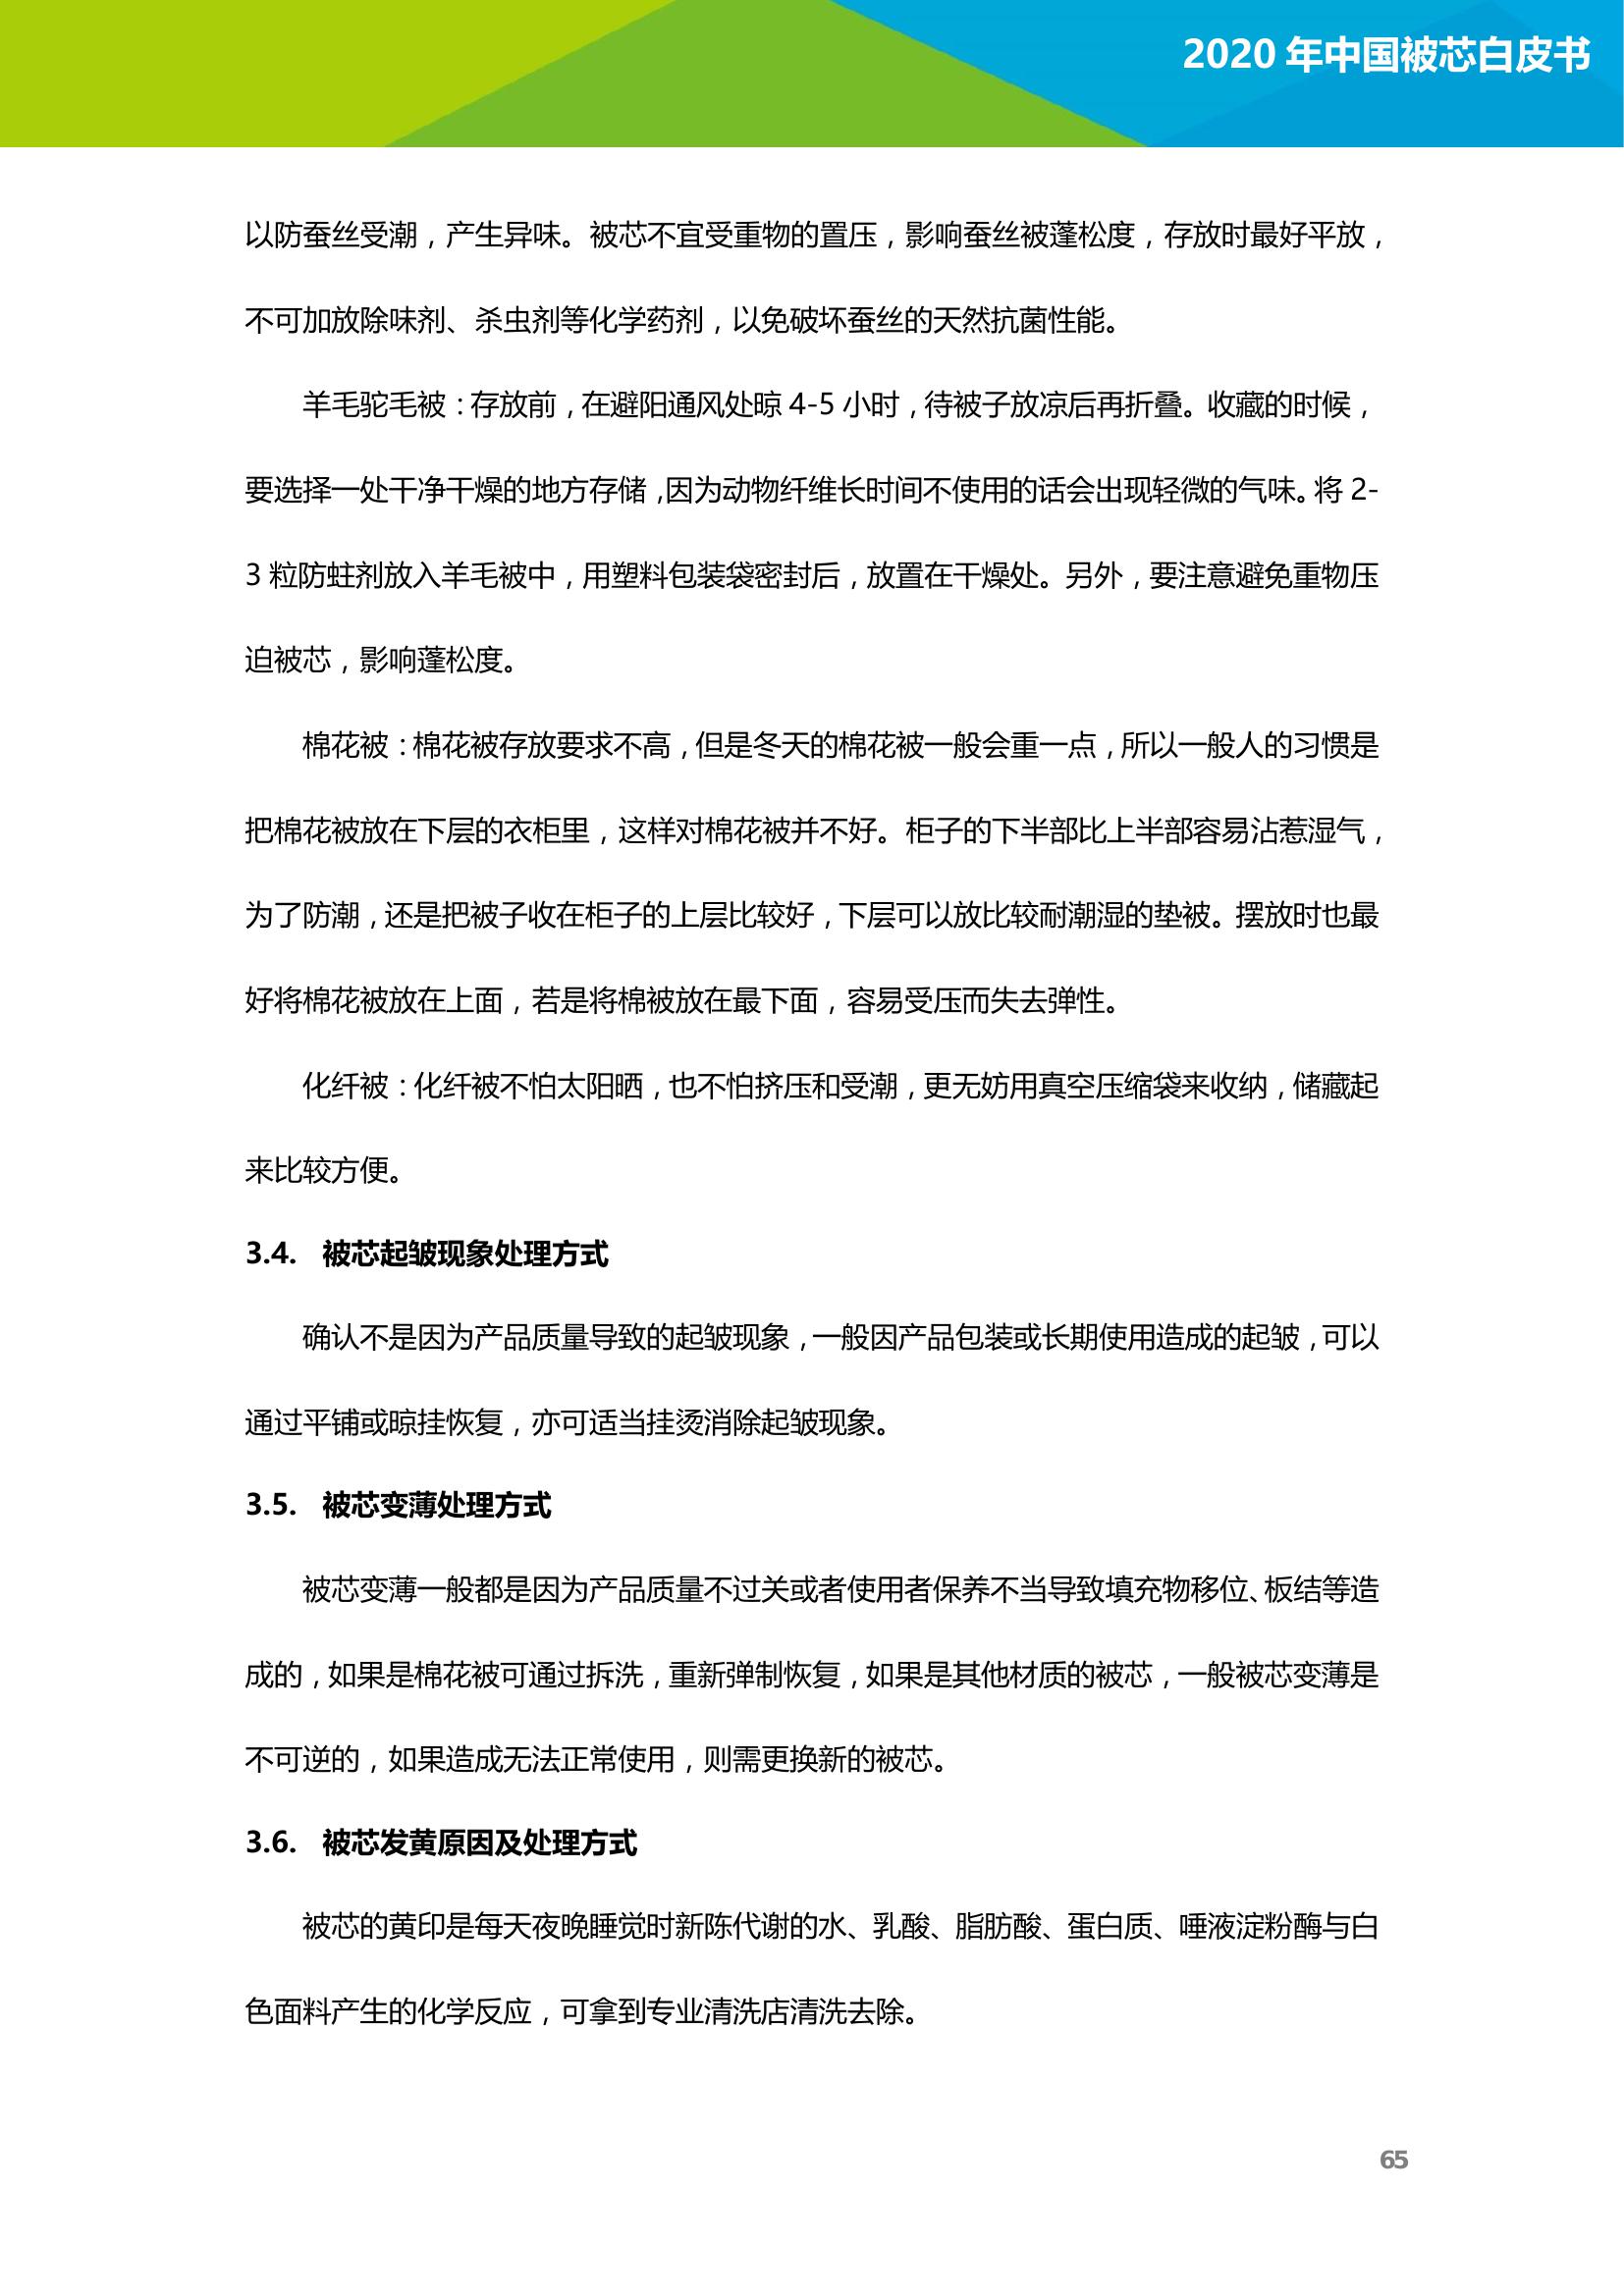 2020 年中国被芯白皮书
以防蚕丝受潮，产生异味。被芯不宜受重物的置压，影响蚕丝被蓬松度，存放时最好平放，
不可加放除味剂、杀虫剂等化学药剂，以免破坏蚕丝的天然抗菌性能。
羊毛驼毛被：存放前，在避阳通风处晾 4-5 小时，待被子放凉后再折叠。收藏的时候，
要选择一处干净干燥的地方存储，因为动物纤维长时间不使用的话会出现轻微的气味。将 2-
3 粒防蛀剂放入羊毛被中，用塑料包装袋密封后，放置在干燥处。另外，要注意避免重物压
迫被芯，影响蓬松度。
棉花被：棉花被存放要求不高，但是冬天的棉花被一般会重一点，所以一般人的习惯是
把棉花被放在下层的衣柜里，这样对棉花被并不好。柜子的下半部比上半部容易沾惹湿气，
为了防潮，还是把被子收在柜子的上层比较好，下层可以放比较耐潮湿的垫被。摆放时也最
好将棉花被放在上面，若是将棉被放在最下面，容易受压而失去弹性。
化纤被：化纤被不怕太阳晒，也不怕挤压和受潮，更无妨用真空压缩袋来收纳，储藏起
来比较方便。
3.4. 被芯起皱现象处理方式
确认不是因为产品质量导致的起皱现象，一般因产品包装或长期使用造成的起皱，可以
通过平铺或晾挂恢复，亦可适当挂烫消除起皱现象。
3.5. 被芯变薄处理方式
被芯变薄一般都是因为产品质量不过关或者使用者保养不当导致填充物移位、板结等造
成的，如果是棉花被可通过拆洗，重新弹制恢复，如果是其他材质的被芯，一般被芯变薄是
不可逆的，如果造成无法正常使用，则需更换新的被芯。
3.6. 被芯发黄原因及处理方式
被芯的黄印是每天夜晚睡觉时新陈代谢的水、乳酸、脂肪酸、蛋白质、唾液淀粉酶与白
色面料产生的化学反应，可拿到专业清洗店清洗去除。
65